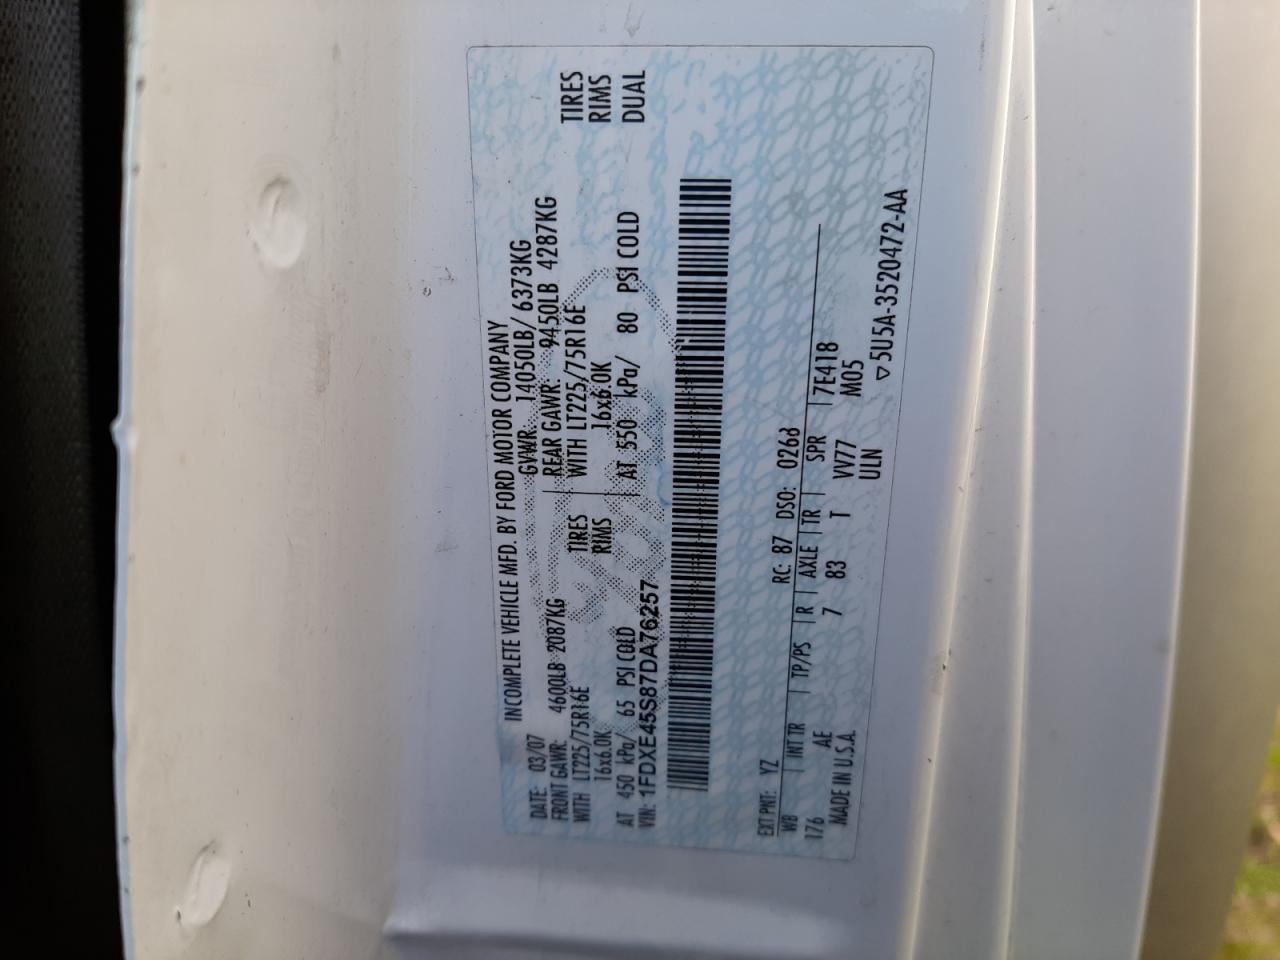 INCOMPLETE VEHICLE MFD. BY FORD MOTOR COMPANY
DATE: 03/07 GVWR: 14050LB/ 6373KG
FRONT GAWR: 4600LB 2087KG REAR GAWR: 9450LB 4287KG
WITH LT225/75R16E TIRES WITH LT225/75R16E TIRES
16x6.0K RIMS 16x6.0K RIMS
AT 450 kPa/ 65 PSI COLD AT 550 kPa/ 80 PSI COLD DUAL
VIN: 1FDXE45S87DA76257
EXT PNT: YZ RC: 87 DSO: 0268
WB INT TR TP/PS R AXLE TR SPR
176 AE 7 83 T VV77 7E418
MADE IN U.S.A. ULN M05
▽5U5A-3520472-AA